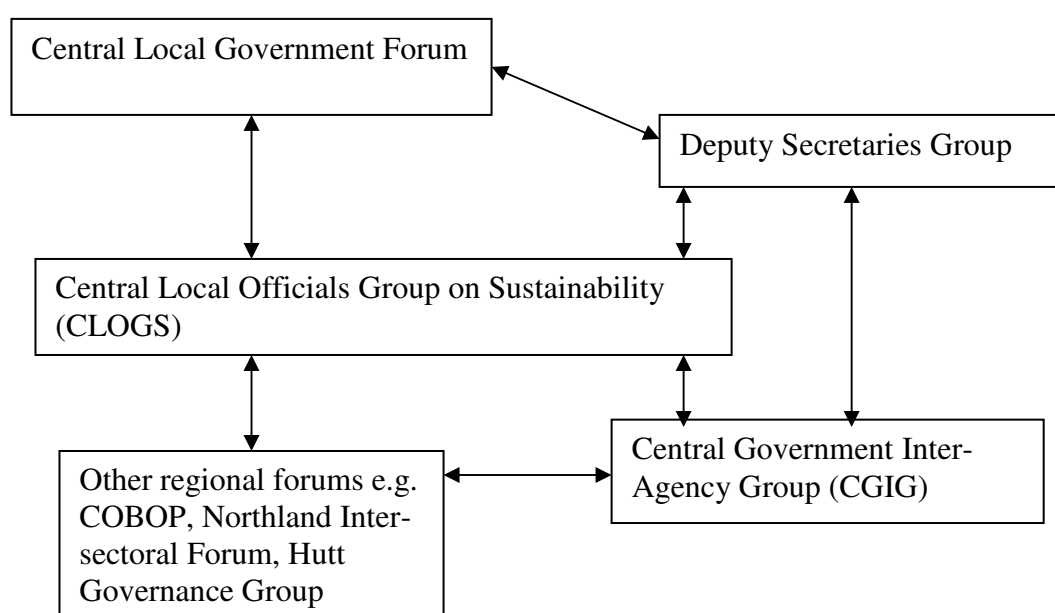 Central Local Government Forum
Deputy Secretaries Group
Central Local Officials Group on Sustainability
(CLOGS)
Central Government Inter-
Agency Group (CGIG)
Other regional forums e.g.
COBOP, Northland Inter-
sectoral Forum, Hutt
Governance Group